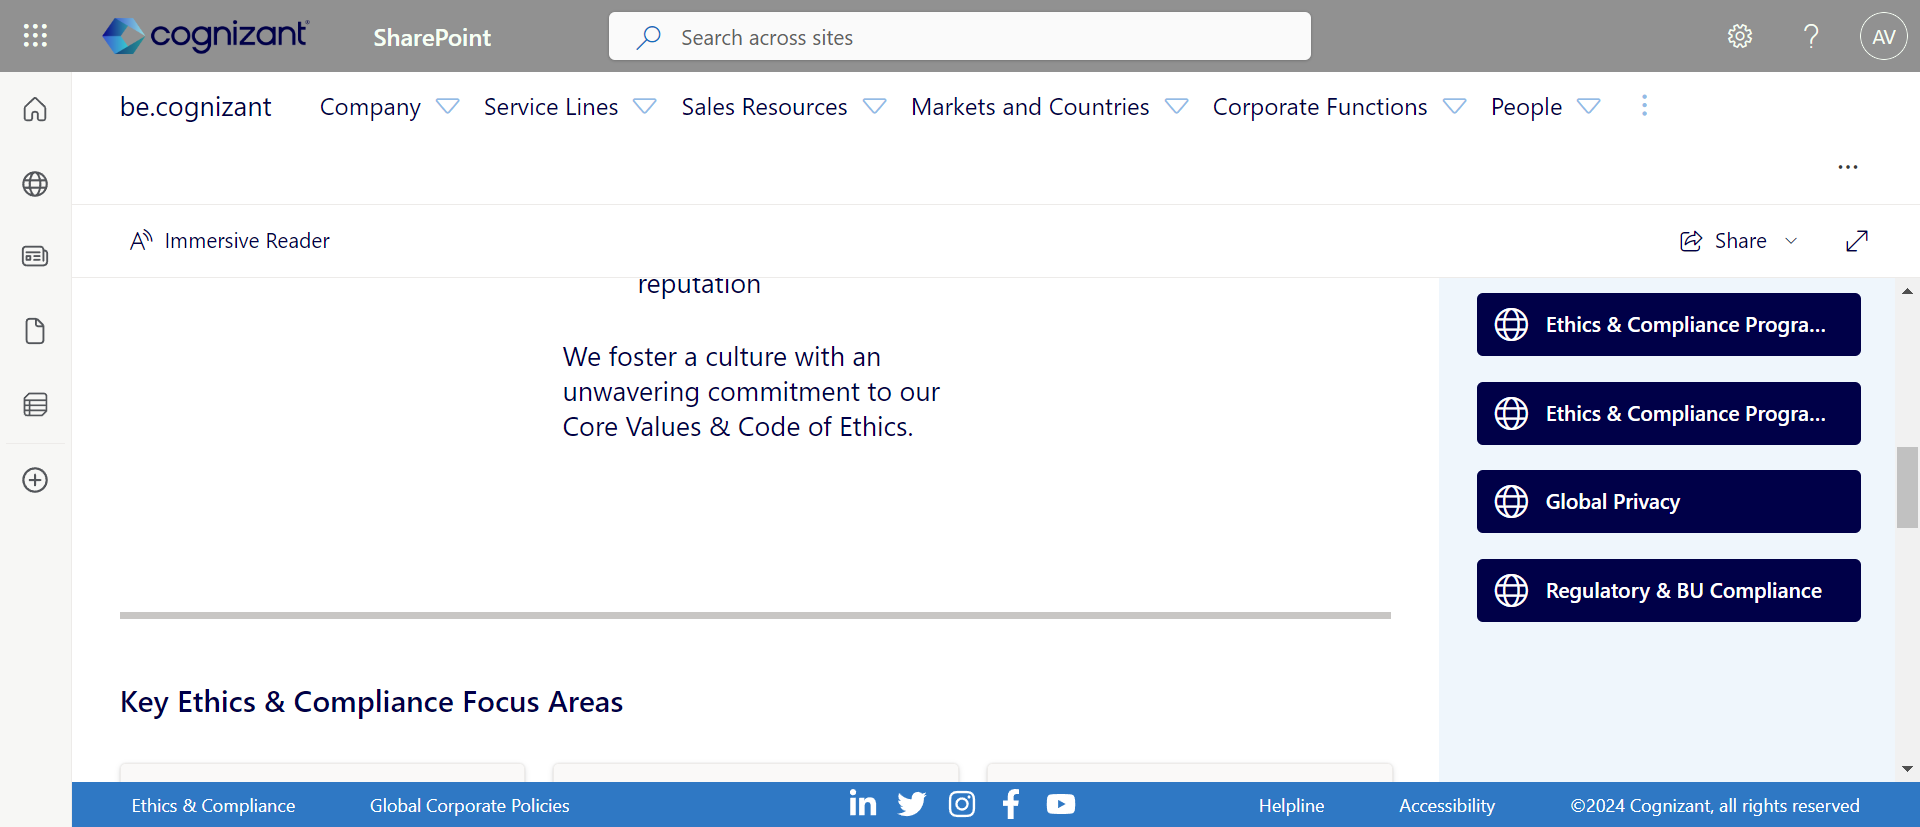 cognizant
SharePoint
Search across sites
AV
be.cognizant
Company
Service Lines
Sales Resources
Markets and Countries
Corporate Functions
People
Immersive Reader
Share
reputation
We foster a culture with an
unwavering commitment to our
Core Values & Code of Ethics.
Ethics & Compliance Progra...
Ethics & Compliance Progra...
Global Privacy
Regulatory & BU Compliance
Key Ethics & Compliance Focus Areas
Ethics & Compliance
Global Corporate Policies
Helpline
Accessibility
©2024 Cognizant, all rights reserved